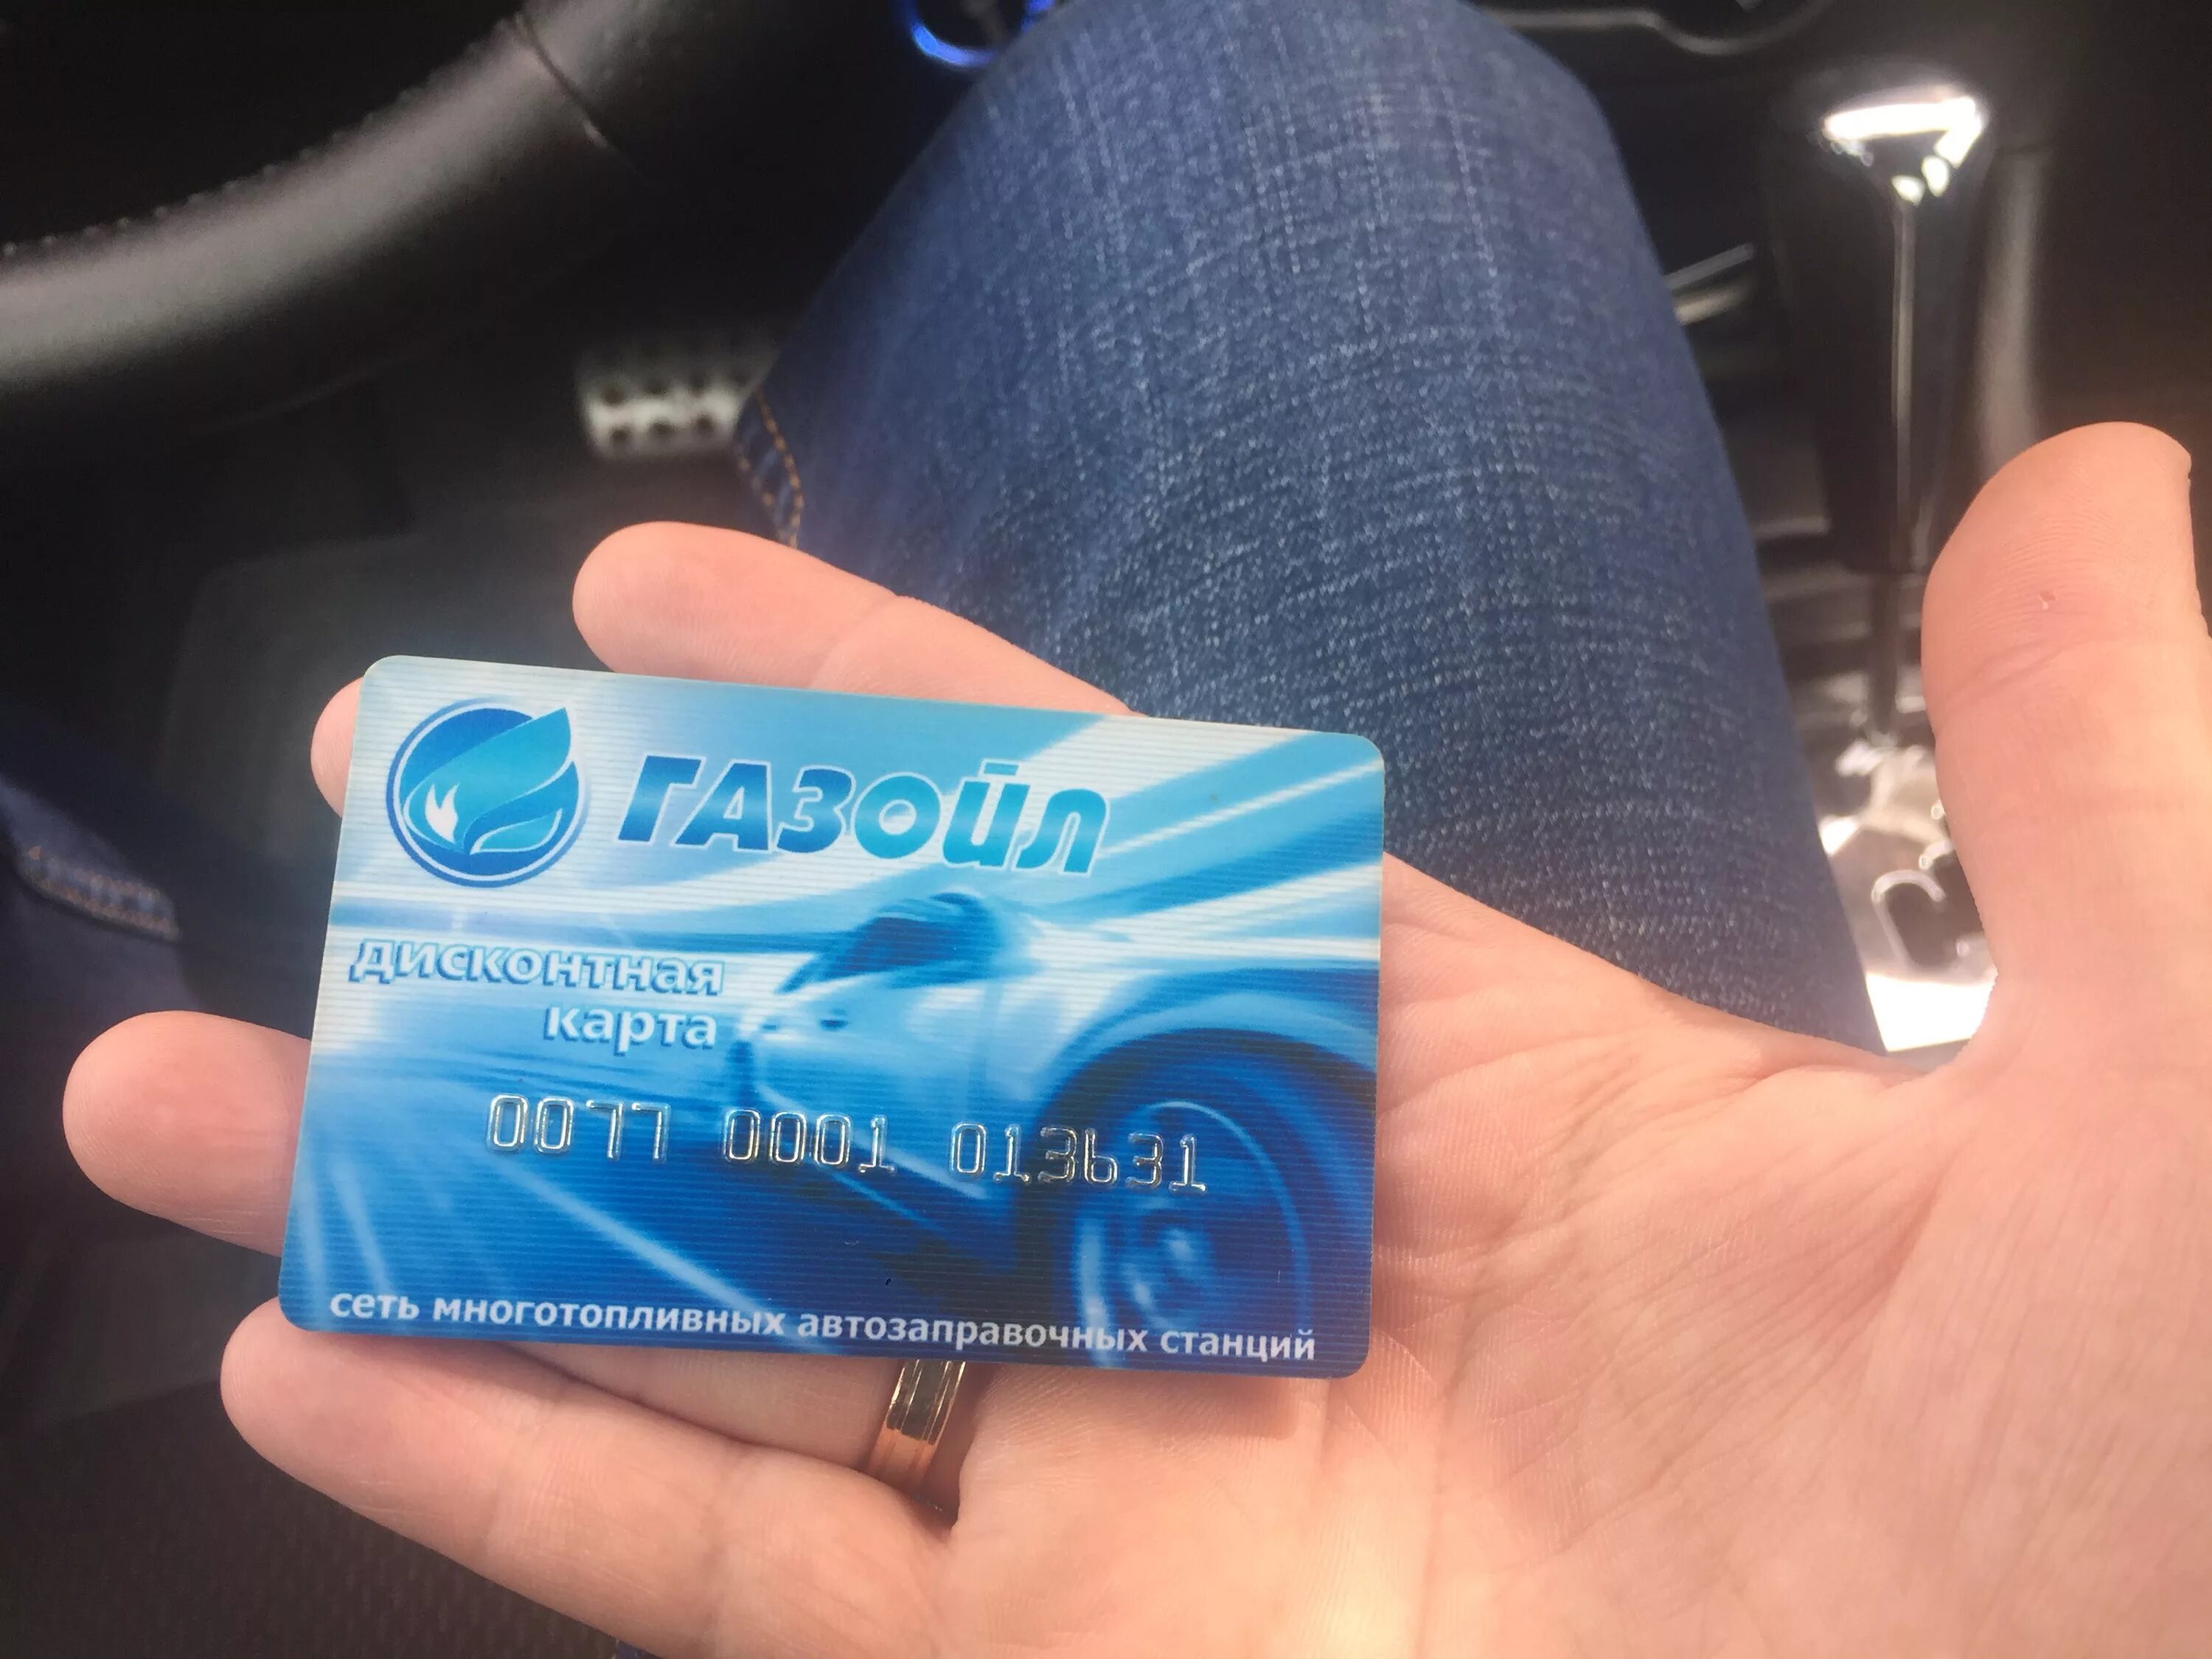 ГАЗОЙЛ
дисконтная
карта
0077 0001 013631
сеть многотопливных автозаправочных станций